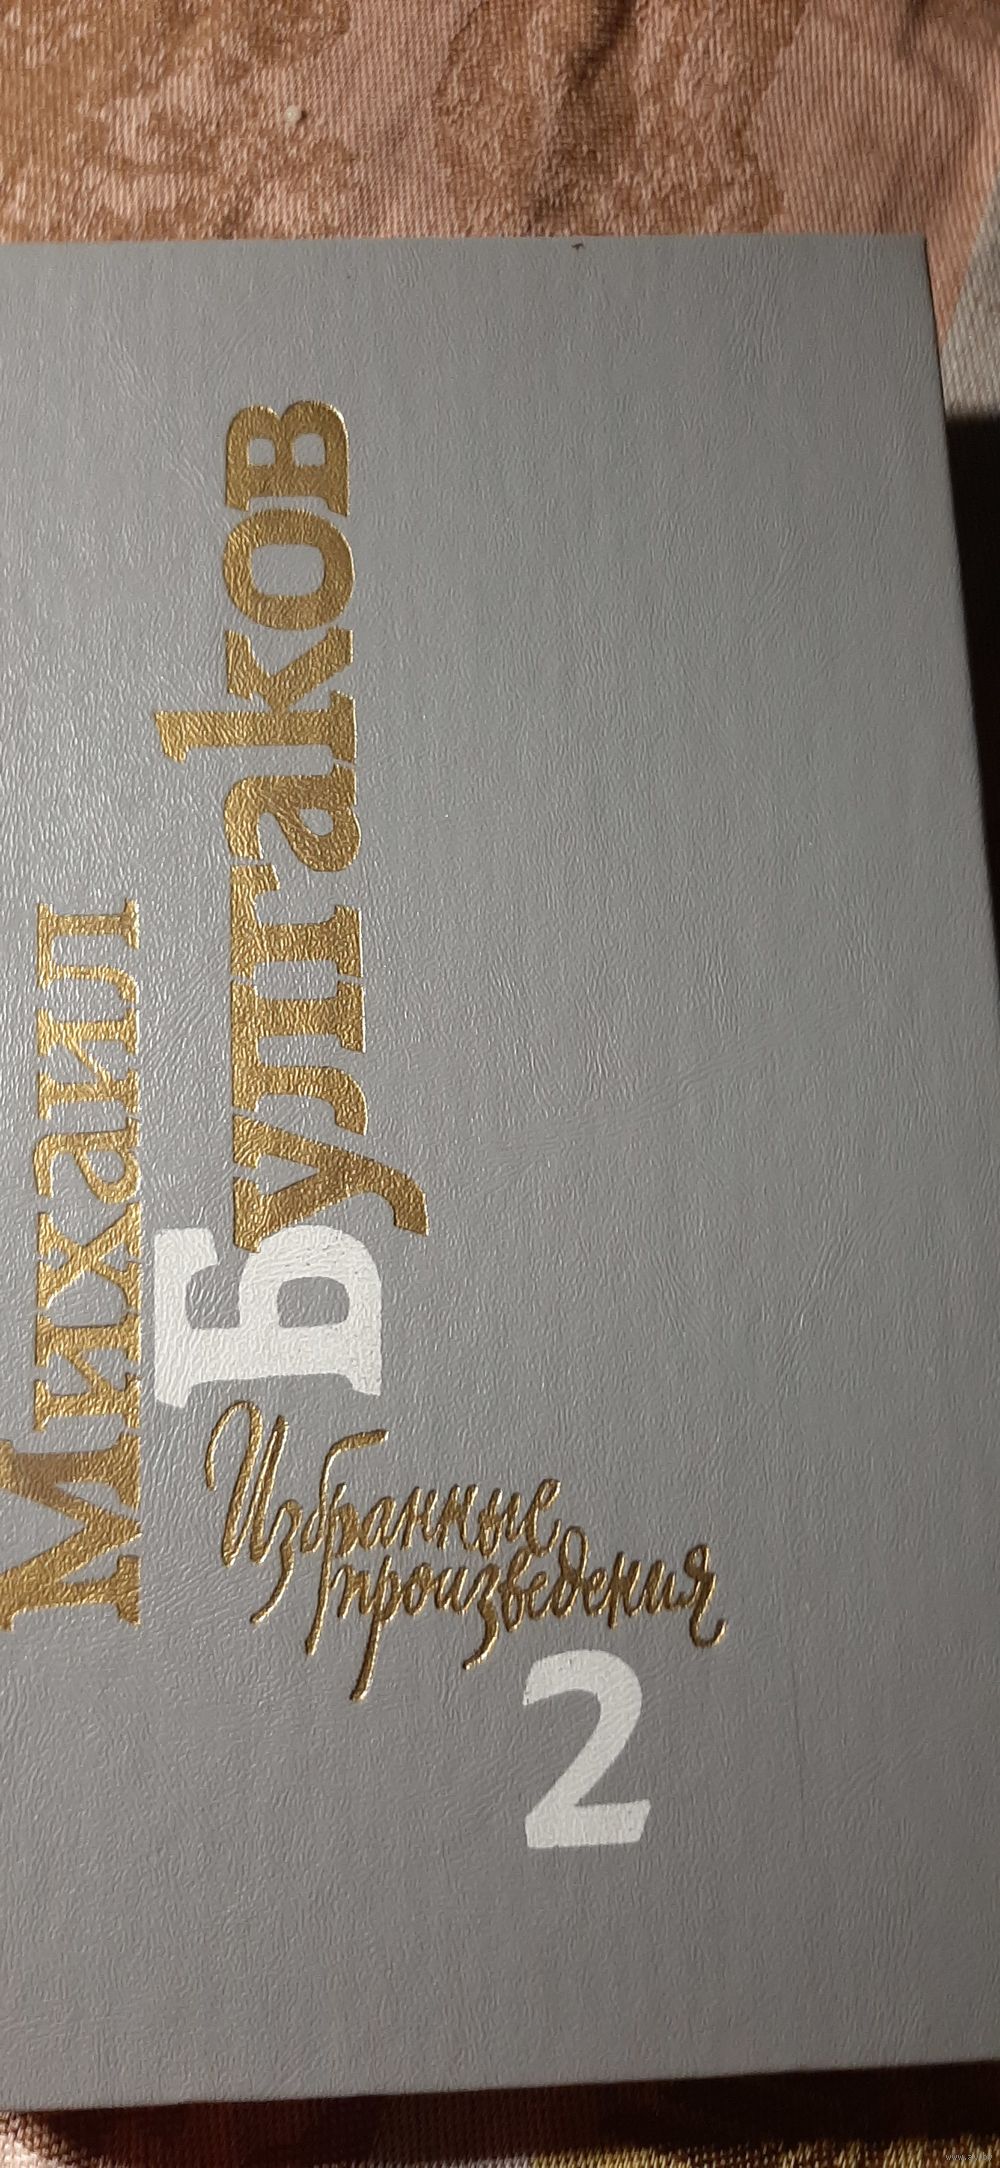 Михаил
Булгаков
Избранные
произведения
2